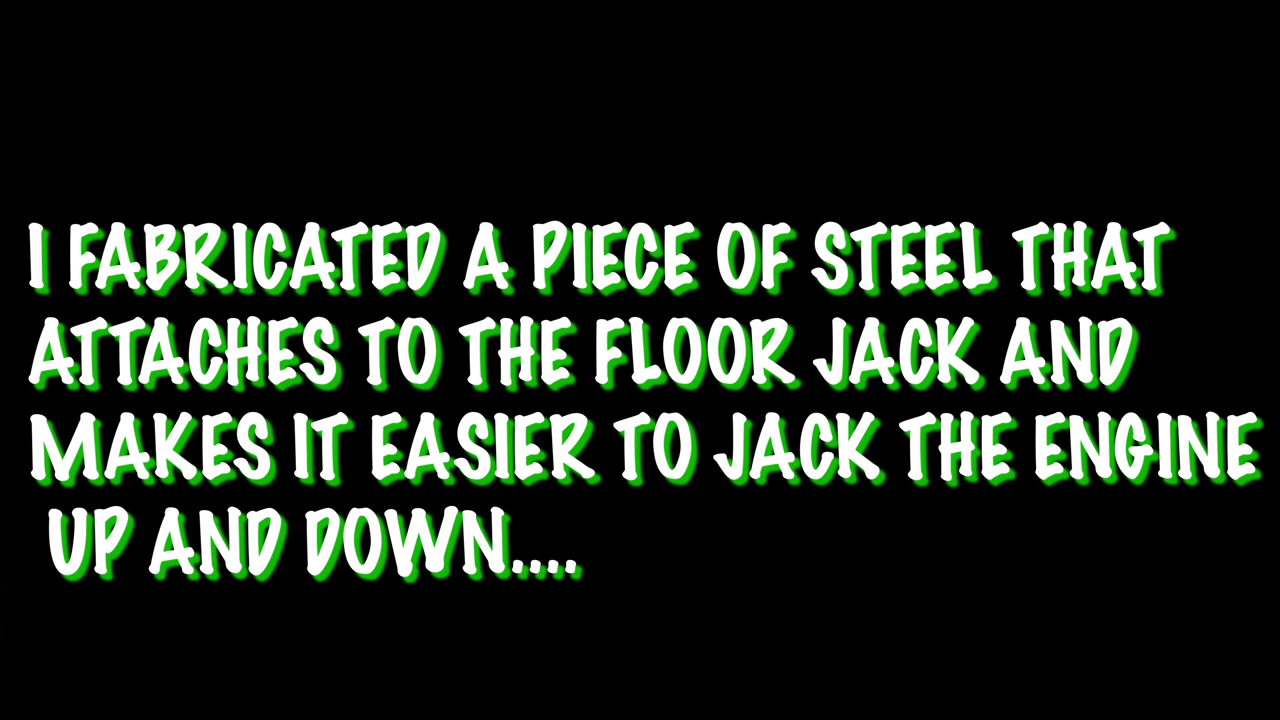 I FABRICATED A PIECE OF STEEL THAT
ATTACHES TO THE FLOOR JACK AND
MAKES IT EASIER TO JACK THE ENGINE
UP AND DOWN....